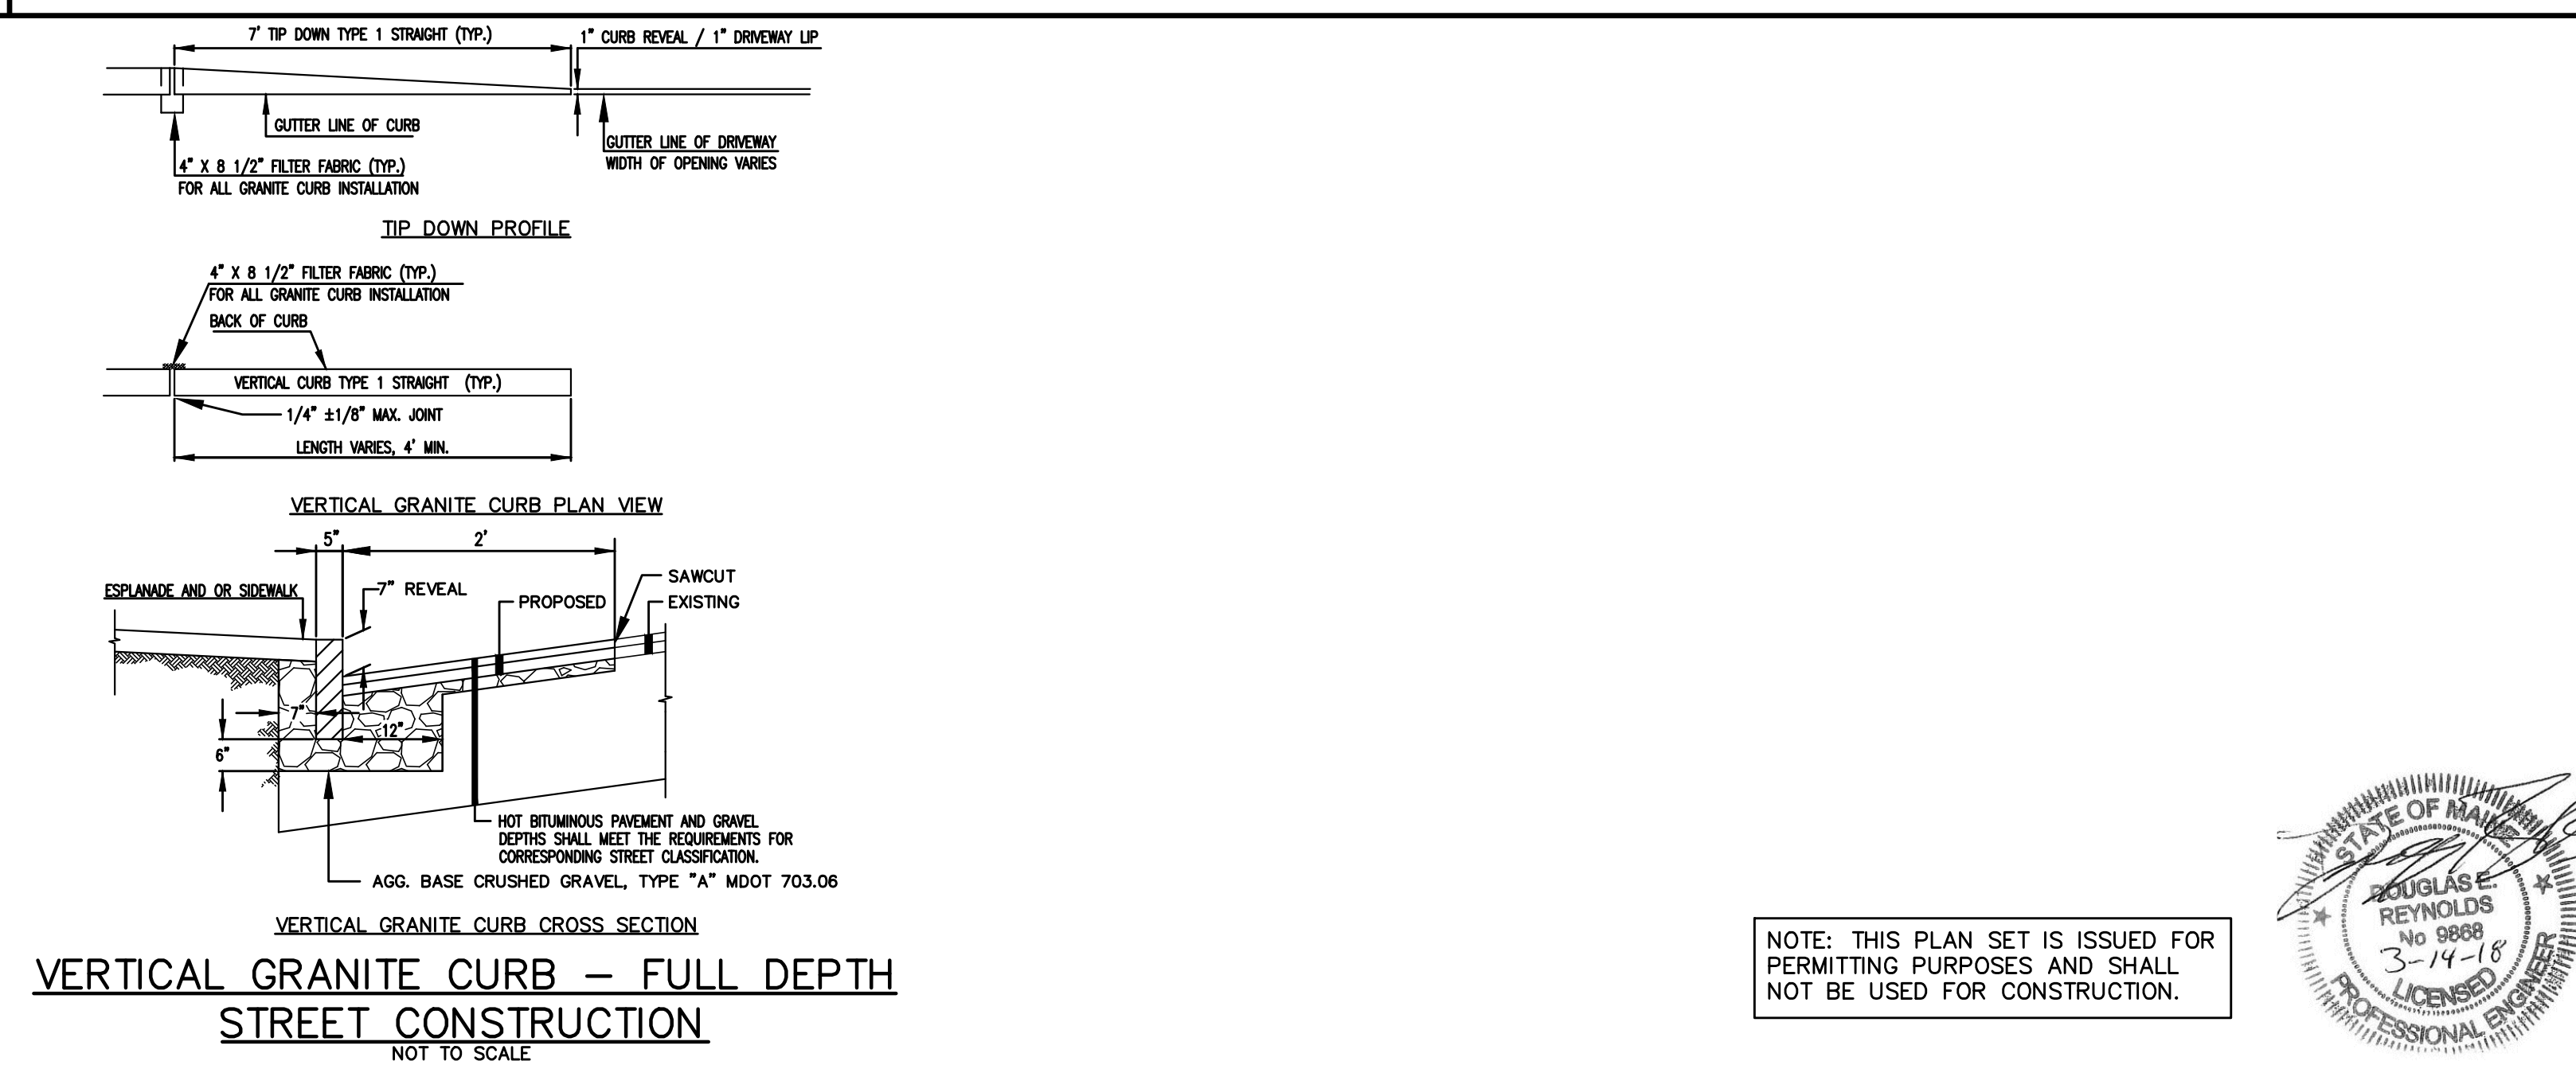 7' TIP DOWN TYPE 1 STRAIGHT (TYP.)
1" CURB REVEAL / 1" DRIVEWAY LIP
GUTTER LINE OF CURB
GUTTER LINE OF DRIVEWAY
WIDTH OF OPENING VARIES
4" X 8 1/2" FILTER FABRIC (TYP.)
FOR ALL GRANITE CURB INSTALLATION
TIP DOWN PROFILE
4" X 8 1/2" FILTER FABRIC (TYP.)
FOR ALL GRANITE CURB INSTALLATION
BACK OF CURB
VERTICAL CURB TYPE 1 STRAIGHT (TYP.)
1/4" ±1/8" MAX. JOINT
LENGTH VARIES, 4' MIN.
VERTICAL GRANITE CURB PLAN VIEW
5"
2'
SAWCUT
ESPLANADE AND OR SIDEWALK
7" REVEAL
PROPOSED
EXISTING
7"
12"
6"
HOT BITUMINOUS PAVEMENT AND GRAVEL
DEPTHS SHALL MEET THE REQUIREMENTS FOR
CORRESPONDING STREET CLASSIFICATION.
AGG. BASE CRUSHED GRAVEL, TYPE "A" MDOT 703.06
VERTICAL GRANITE CURB CROSS SECTION
VERTICAL GRANITE CURB – FULL DEPTH
STREET CONSTRUCTION
NOT TO SCALE
NOTE: THIS PLAN SET IS ISSUED FOR
PERMITTING PURPOSES AND SHALL
NOT BE USED FOR CONSTRUCTION.
STATE OF MAINE
DOUGLAS E.
REYNOLDS
No 9868
3-14-18
LICENSED
PROFESSIONAL ENGINEER